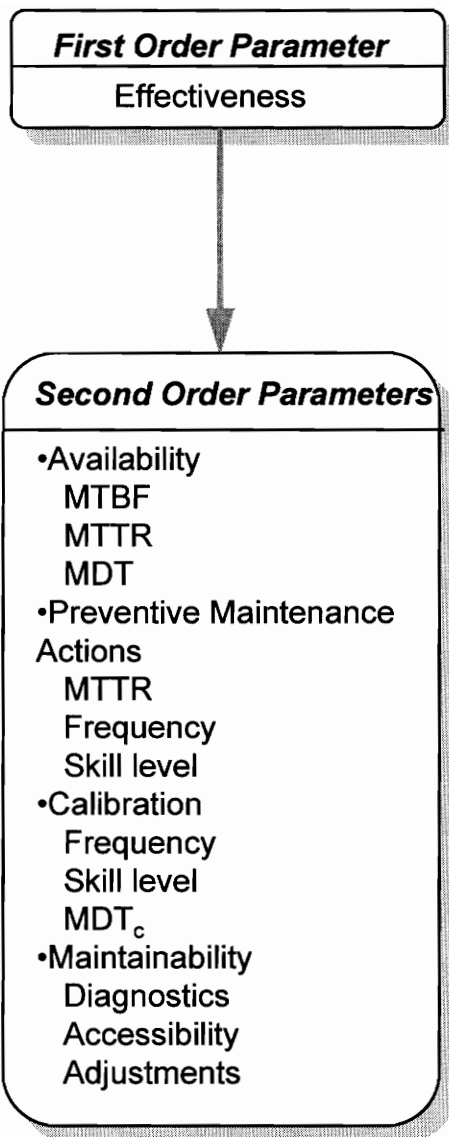 First Order Parameter
Effectiveness
Second Order Parameters
•Availability
MTBF
MTTR
MDT
•Preventive Maintenance
Actions
MTTR
Frequency
Skill level
•Calibration
Frequency
Skill level
MDTc
•Maintainability
Diagnostics
Accessibility
Adjustments